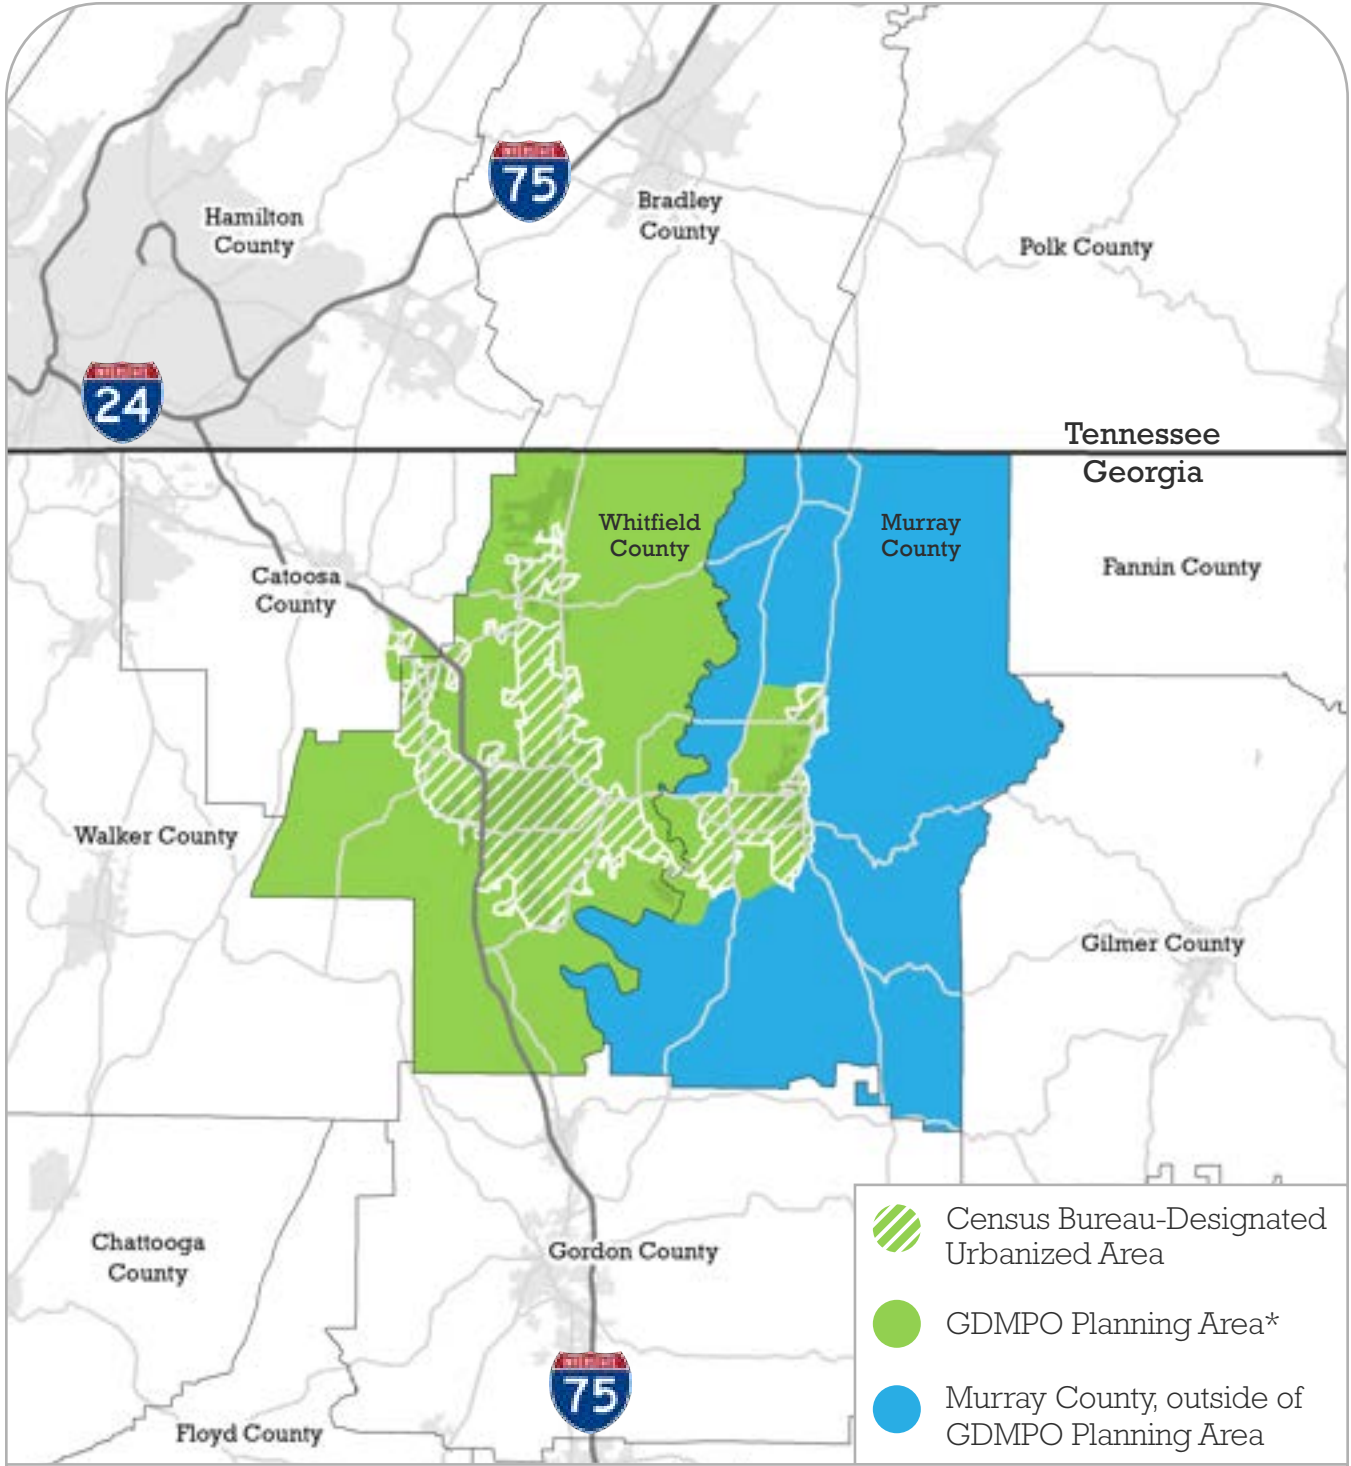 75
Hamilton
County
Bradley
County
Polk County
24
Tennessee
Georgia
Whitfield
County
Murray
County
Catoosa
County
Fannin County
Walker County
Gilmer County
Chattooga
County
Gordon County
75
Floyd County
Census Bureau-Designated
Urbanized Area
GDMPO Planning Area*
Murray County, outside of
GDMPO Planning Area